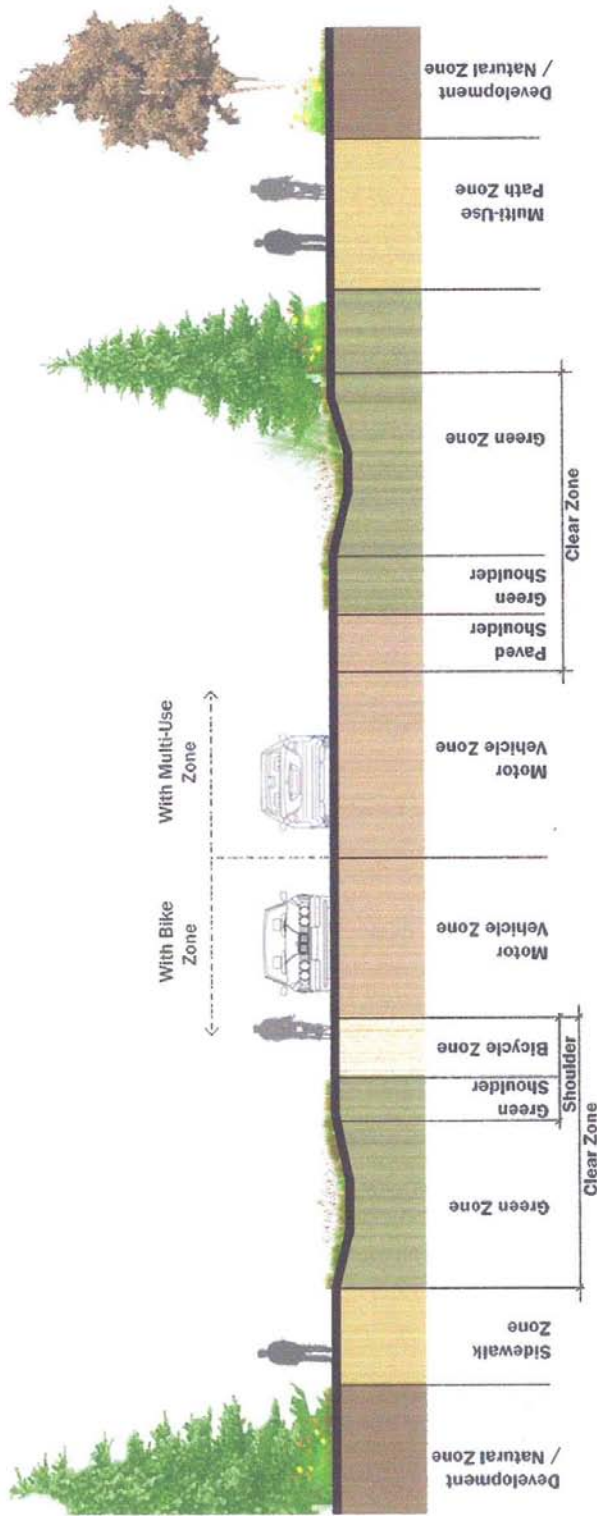 With Bike
Zone
With Multi-Use
Zone
Development
/ Natural Zone
Sidewalk
Zone
Green Zone
Green
Shoulder
Bicycle Zone
Motor
Vehicle Zone
Motor
Vehicle Zone
Paved
Shoulder
Green
Shoulder
Green Zone
Multi-Use
Path Zone
Development
/ Natural Zone
Shoulder
Clear Zone
Clear Zone